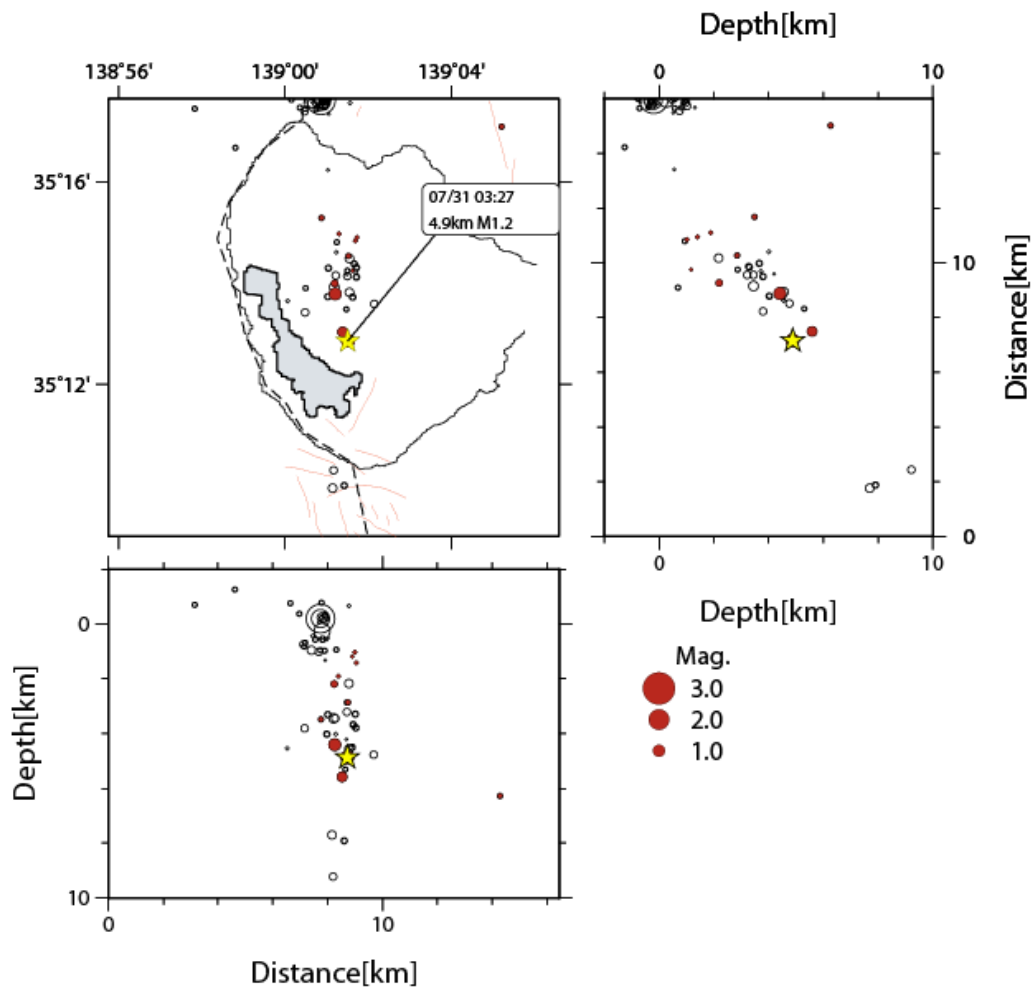 Depth[km]
138°56'
139°00'
139°04'
0
10
35°16'
07/31 03:27
4.9km M1.2
10
Distance[km]
35°12'
0
0
10
Depth[km]
Mag.
3.0
2.0
1.0
0
Depth[km]
10
0
10
Distance[km]